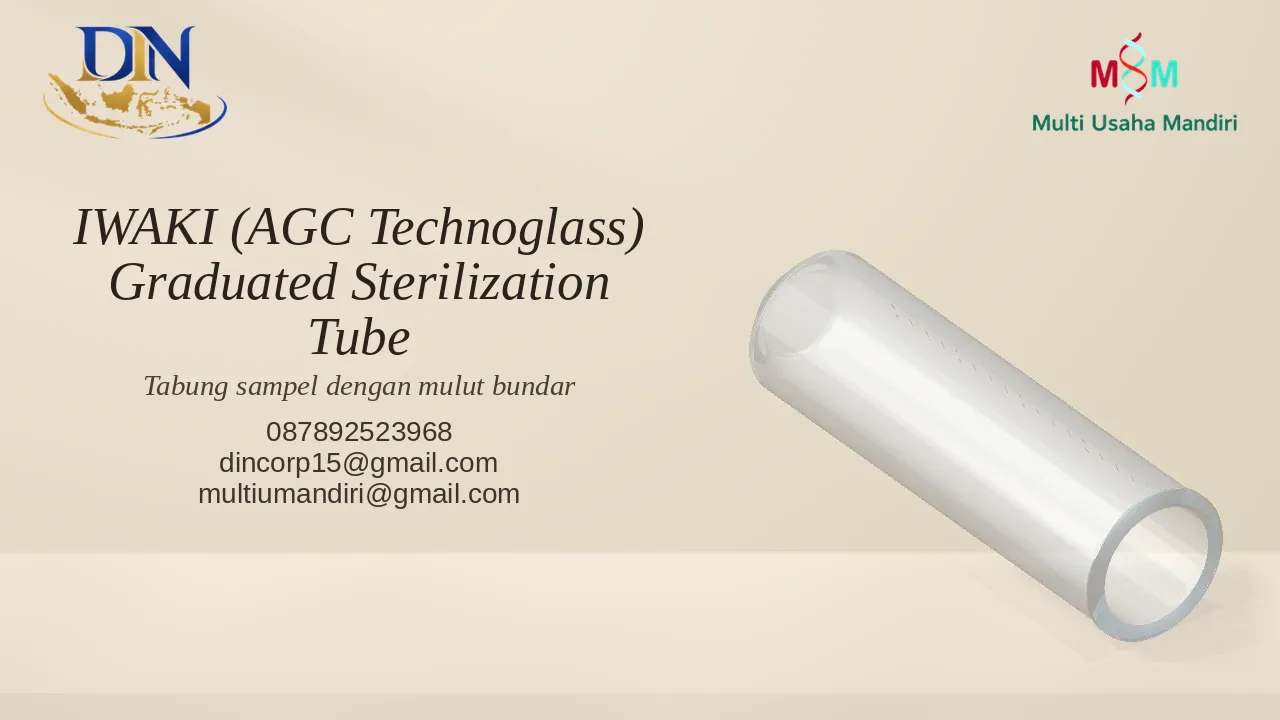 DIN
MSM
Multi Usaha Mandiri
IWAKI (AGC Technoglass)
Graduated Sterilization
Tube
Tabung sampel dengan mulut bundar
087892523968
dincorp15@gmail.com
multiumandiri@gmail.com